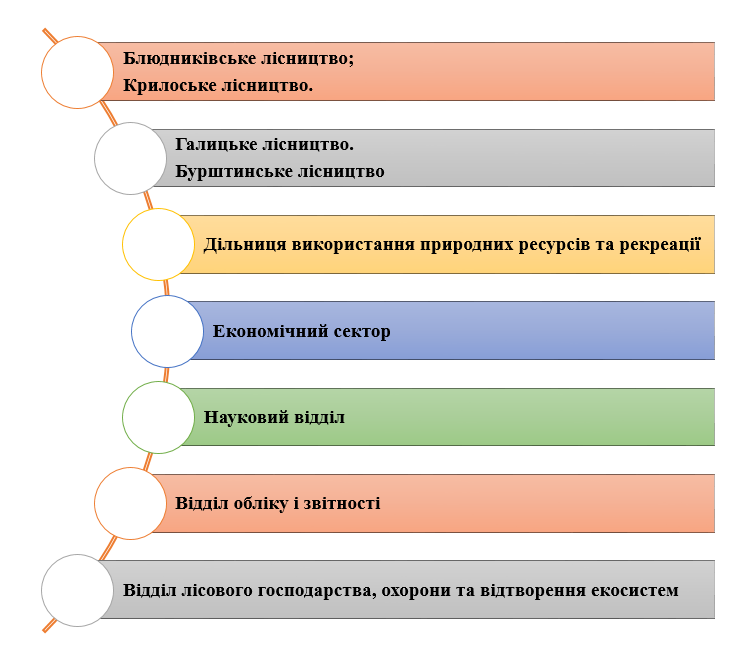 Блюдниківське лісництво;
Крилоське лісництво.
Галицьке лісництво.
Бурштинське лісництво
Дільниця використання природних ресурсів та рекреації
Економічний сектор
Науковий відділ
Відділ обліку і звітності
Відділ лісового господарства, охорони та відтворення екосистем